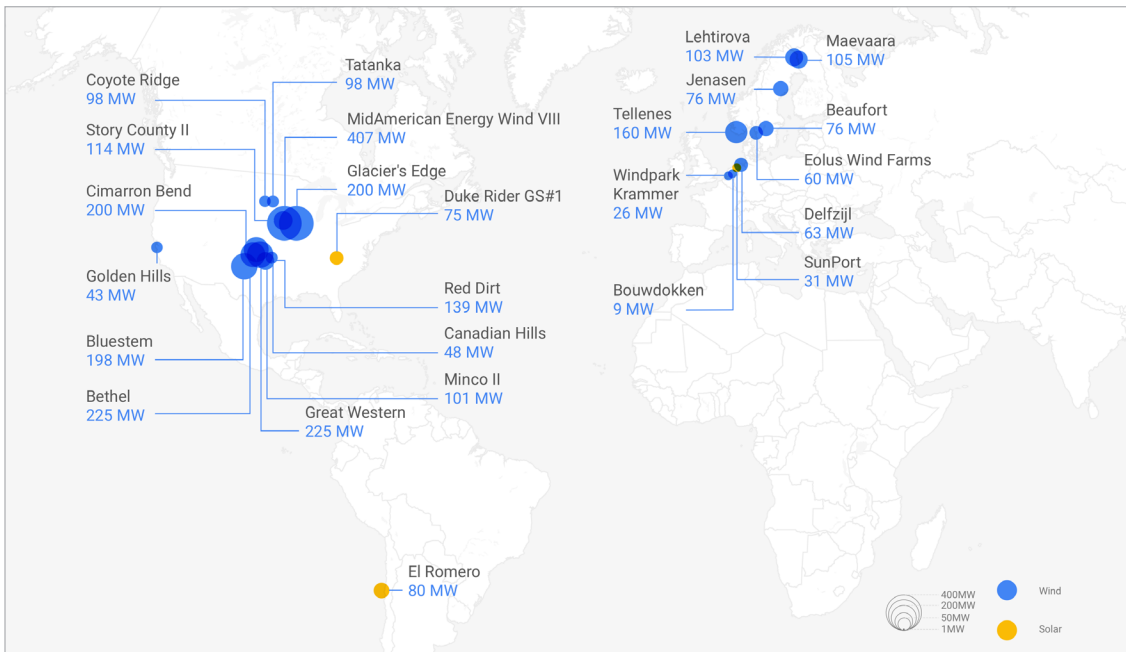 Coyote Ridge
98 MW
Story County II
114 MW
Cimarron Bend
200 MW
Golden Hills
43 MW
Bluestem
198 MW
Bethel
225 MW
Tatanka
98 MW
MidAmerican Energy Wind VIII
407 MW
Glacier's Edge
200 MW
Duke Rider GS#1
75 MW
Red Dirt
139 MW
Canadian Hills
48 MW
Minco II
101 MW
Great Western
225 MW
El Romero
80 MW
Lehtirova
103 MW
Maevaara
105 MW
Jenasen
76 MW
Tellenes
160 MW
Beaufort
76 MW
Windpark
Krammer
26 MW
Eolus Wind Farms
60 MW
Delfzijl
63 MW
SunPort
31 MW
Bouwdokken
9 MW
400MW
200MW
50MW
1MW
Wind
Solar